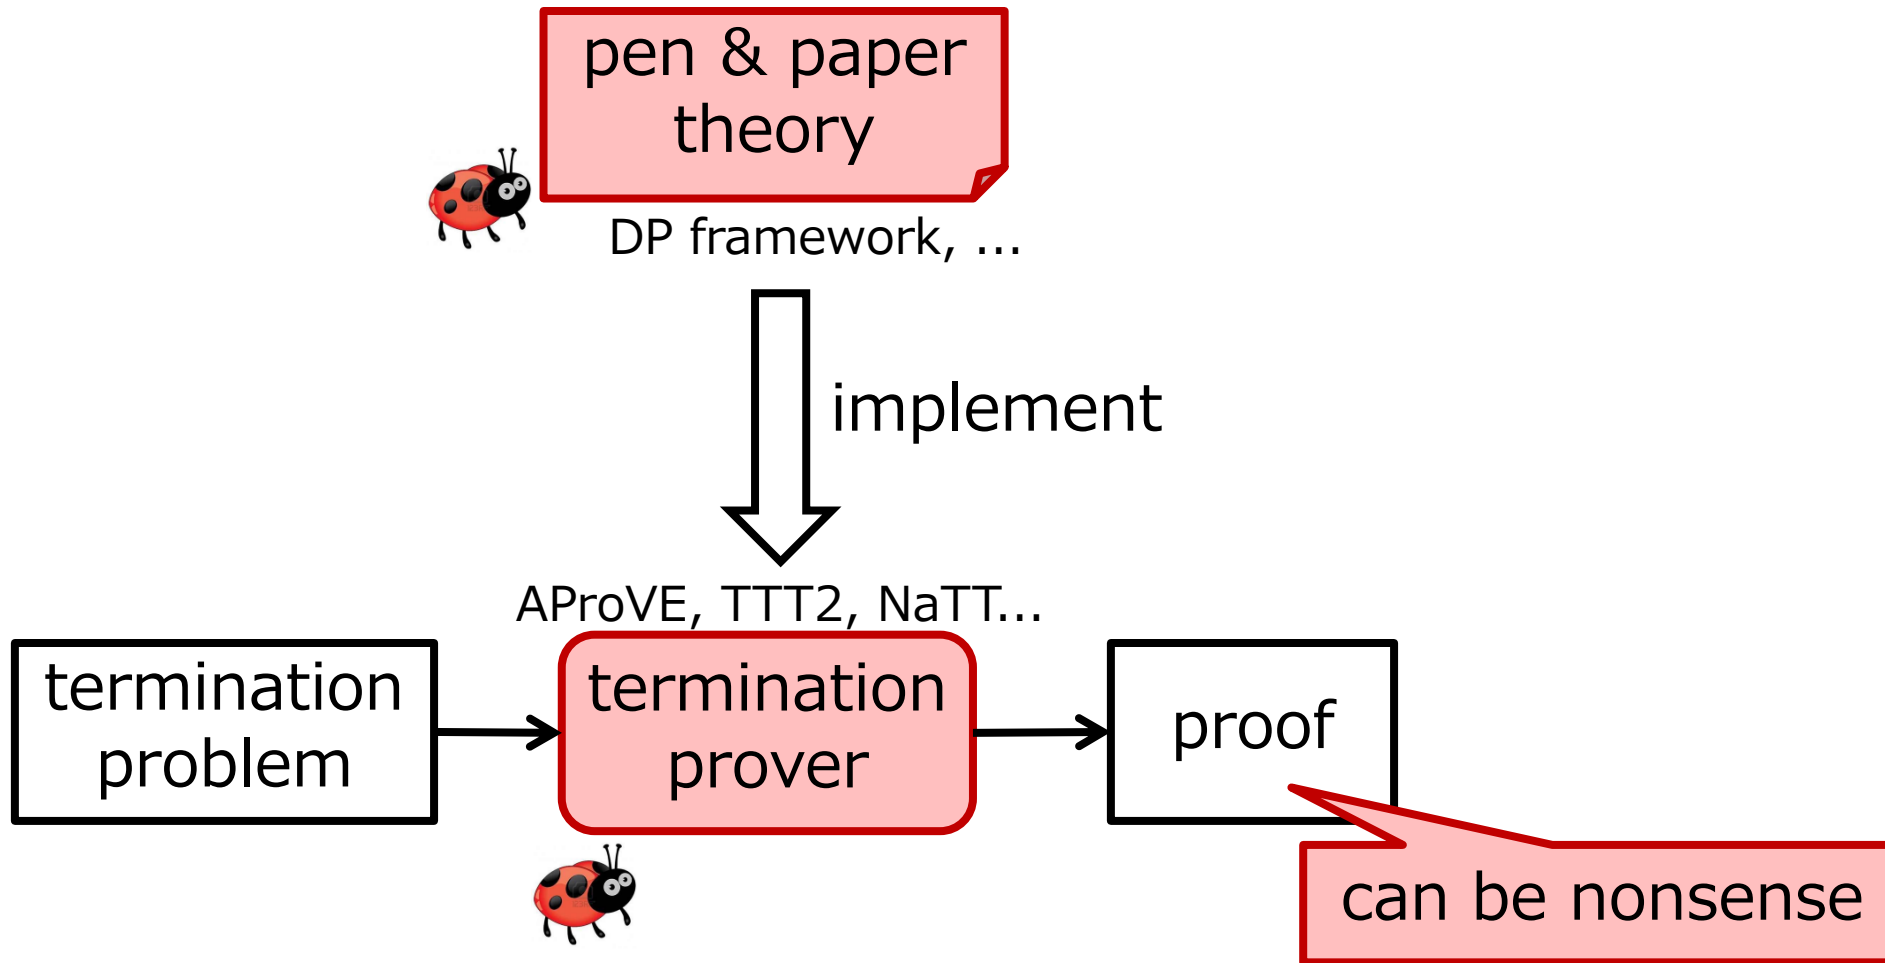 pen & paper
theory
DP framework, ...
implement
AProVE, TTT2, NaTT...
termination
problem
termination
prover
proof
can be nonsense